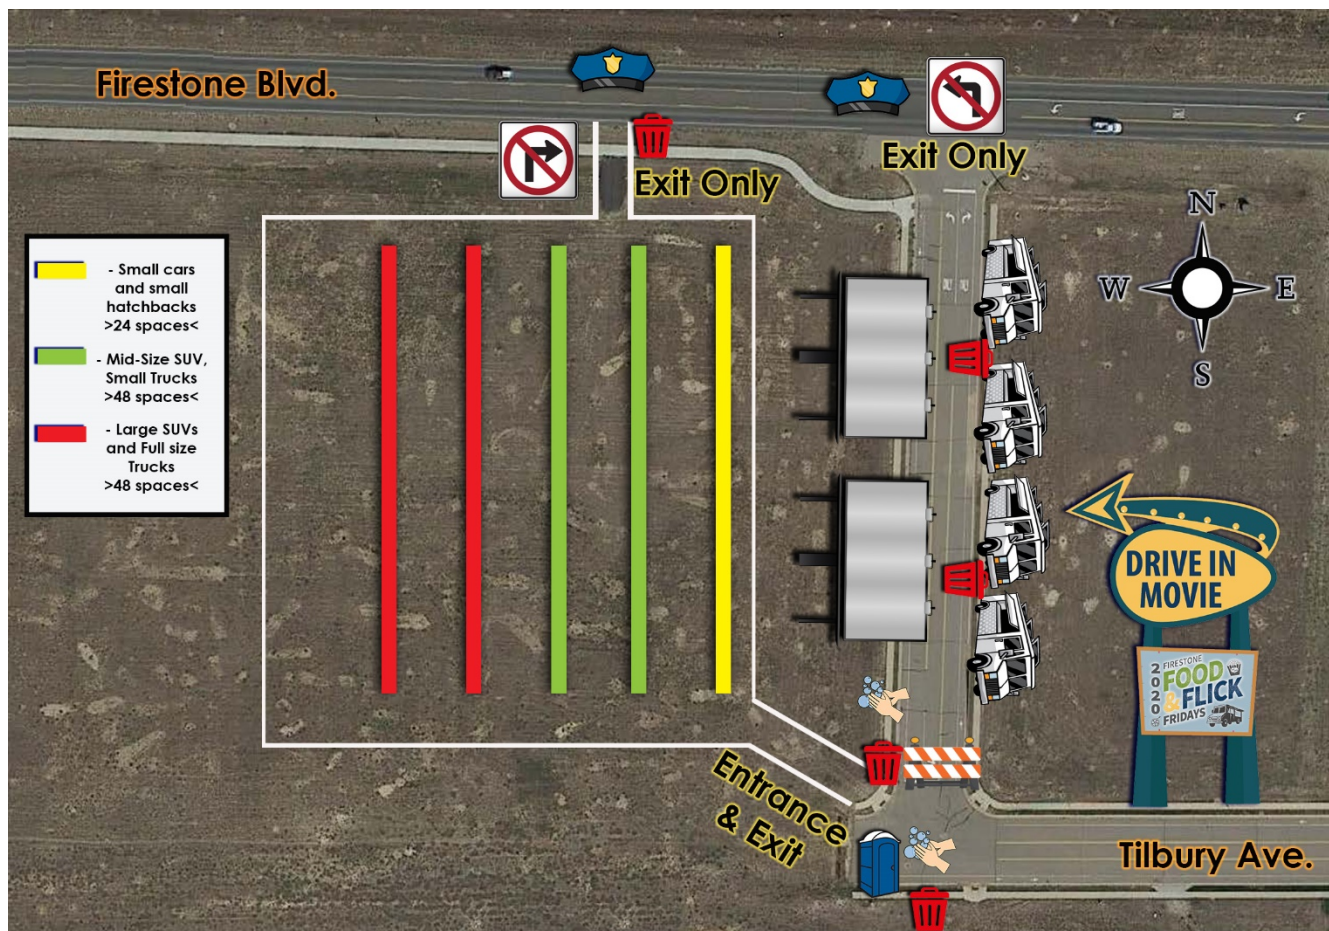 Firestone Blvd.
Exit Only
Exit Only
N
W
E
S
- Small cars
and small
hatchbacks
>24 spaces<
- Mid-Size SUV,
Small Trucks
>48 spaces<
- Large SUVs
and Full size
Trucks
>48 spaces<
DRIVE IN
MOVIE
2020
FIRESTONE
FOOD
& FLICK
FRIDAYS
Entrance
& Exit
Tilbury Ave.